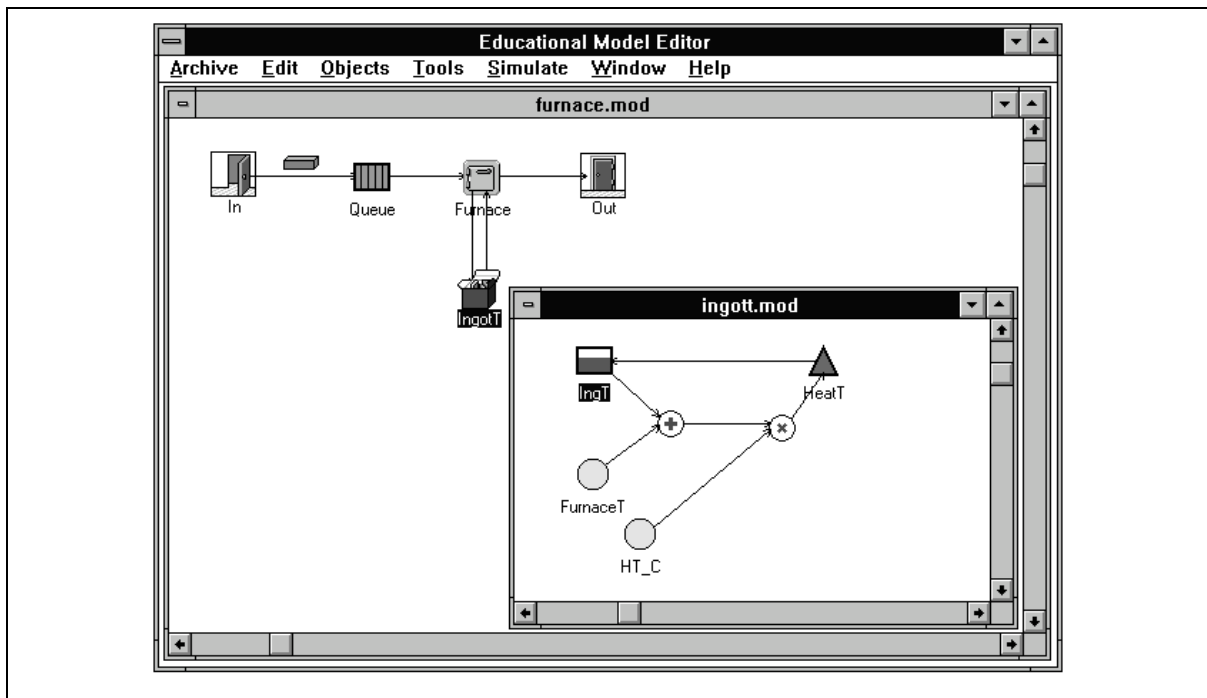 Educational Model Editor
Archive Edit Objects Tools Simulate Window Help
furnace.mod
In
Queue
Furnace
Out
IngotT
ingott.mod
IngT
HeatT
FurnaceT
HT_C